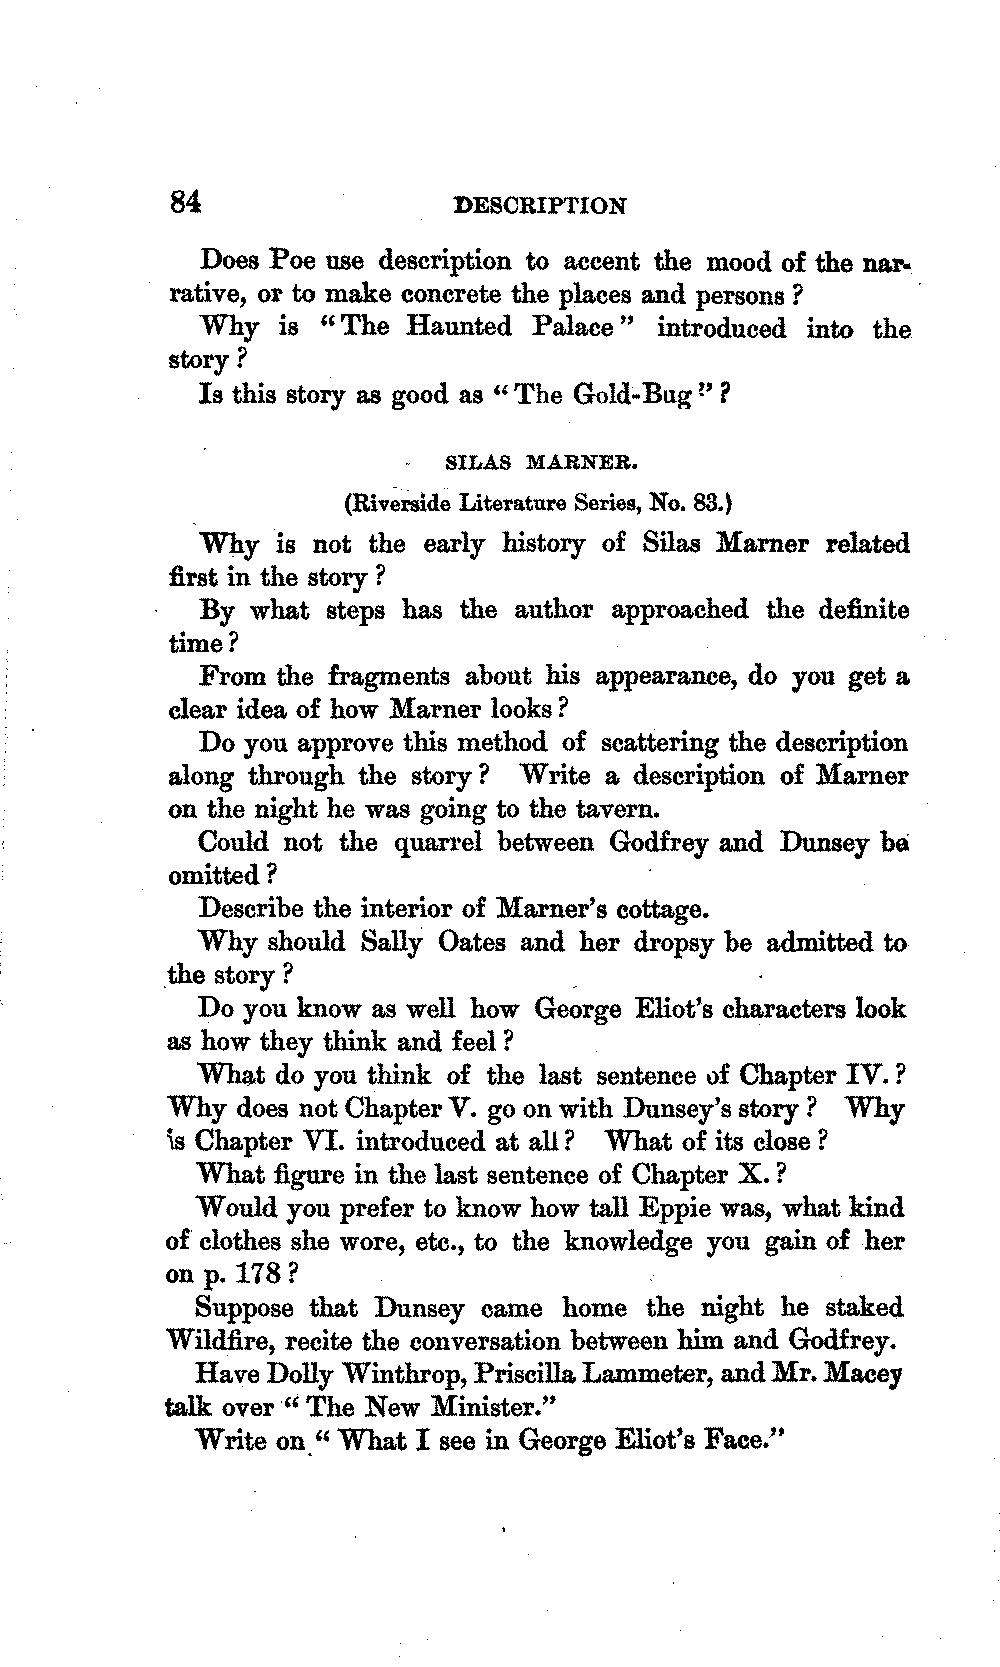 84 DESCRIPTION
Does Poe use description to accent the mood of the nar-
rative, or to make concrete the places and persons?
Why is "The Haunted Palace" introduced into the
story?
Is this story as good as "The Gold-Bug"?
SILAS MARNER.
(Riverside Literature Series, No. 83.)
Why is not the early history of Silas Marner related
first in the story?
By what steps has the author approached the definite
time?
From the fragments about his appearance, do you get a
clear idea of how Marner looks?
Do you approve this method of scattering the description
along through the story? Write a description of Marner
on the night he was going to the tavern.
Could not the quarrel between Godfrey and Dunsey be
omitted?
Describe the interior of Marner's cottage.
Why should Sally Oates and her dropsy be admitted to
the story?
Do you know as well how George Eliot's characters look
as how they think and feel?
What do you think of the last sentence of Chapter IV.?
Why does not Chapter V. go on with Dunsey's story? Why
is Chapter VI. introduced at all? What of its close?
What figure in the last sentence of Chapter X.?
Would you prefer to know how tall Eppie was, what kind
of clothes she wore, etc., to the knowledge you gain of her
on p. 178?
Suppose that Dunsey came home the night he staked
Wildfire, recite the conversation between him and Godfrey.
Have Dolly Winthrop, Priscilla Lammeter, and Mr. Macey
talk over "The New Minister."
Write on "What I see in George Eliot's Face."